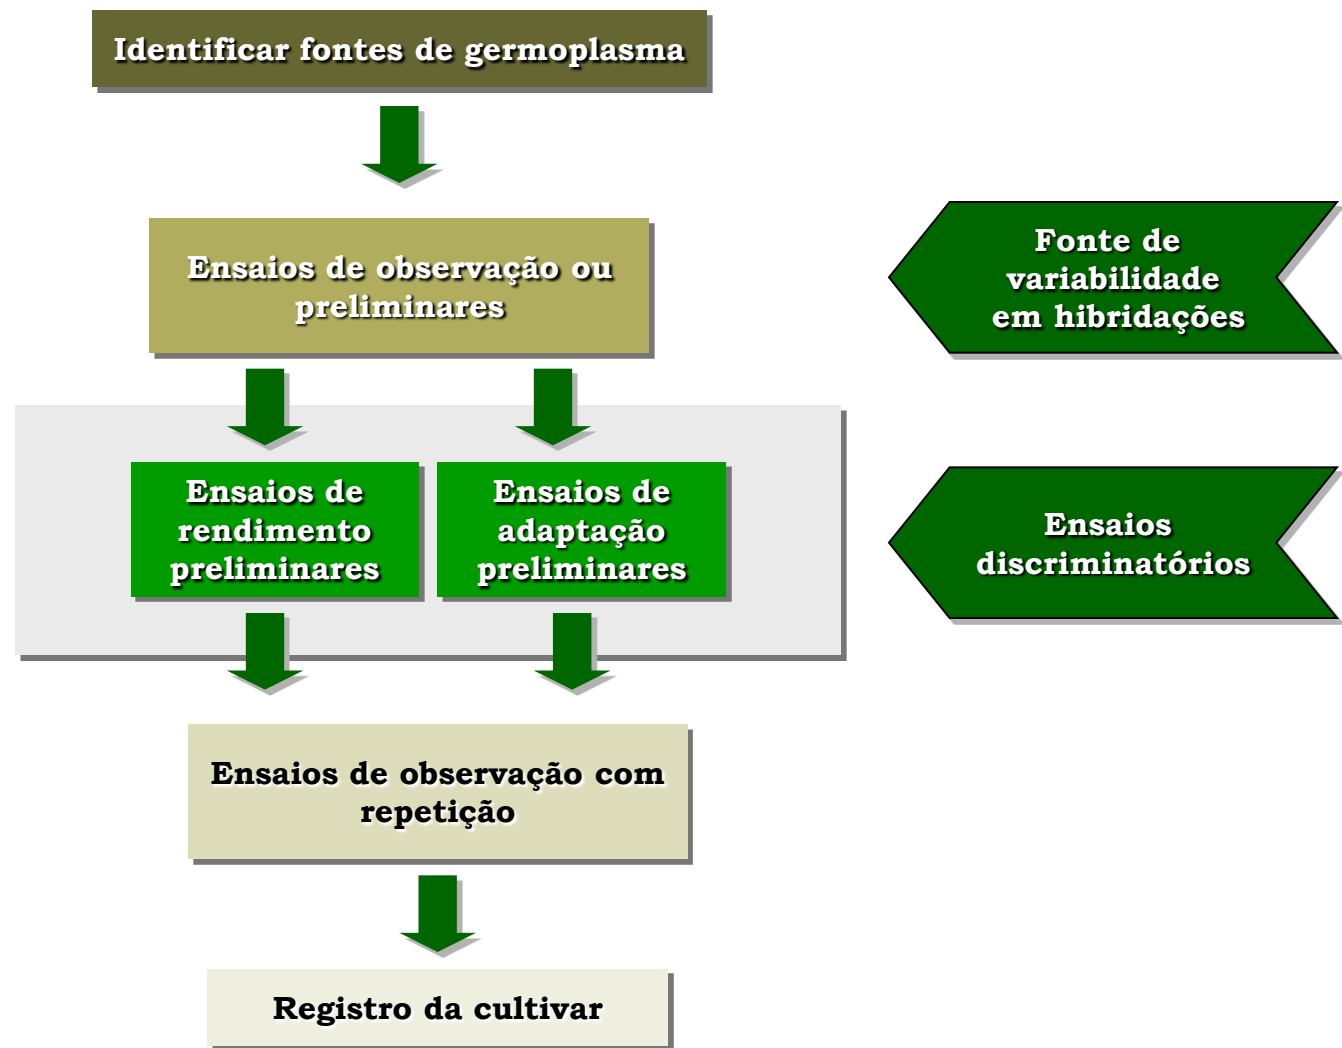 Identificar fontes de germoplasma
Ensaios de observação ou
preliminares
Fonte de
variabilidade
em hibridações
Ensaios de
rendimento
preliminares
Ensaios de
adaptação
preliminares
Ensaios
discriminatórios
Ensaios de observação com
repetição
Registro da cultivar